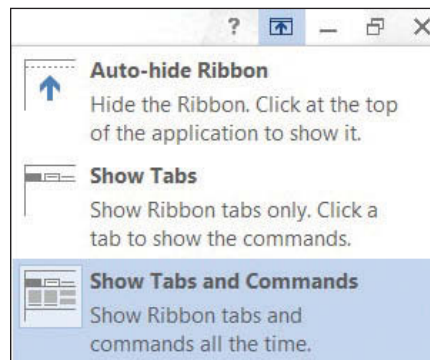 ?
Auto-hide Ribbon
Hide the Ribbon. Click at the top
of the application to show it.
Show Tabs
Show Ribbon tabs only. Click a
tab to show the commands.
Show Tabs and Commands
Show Ribbon tabs and
commands all the time.